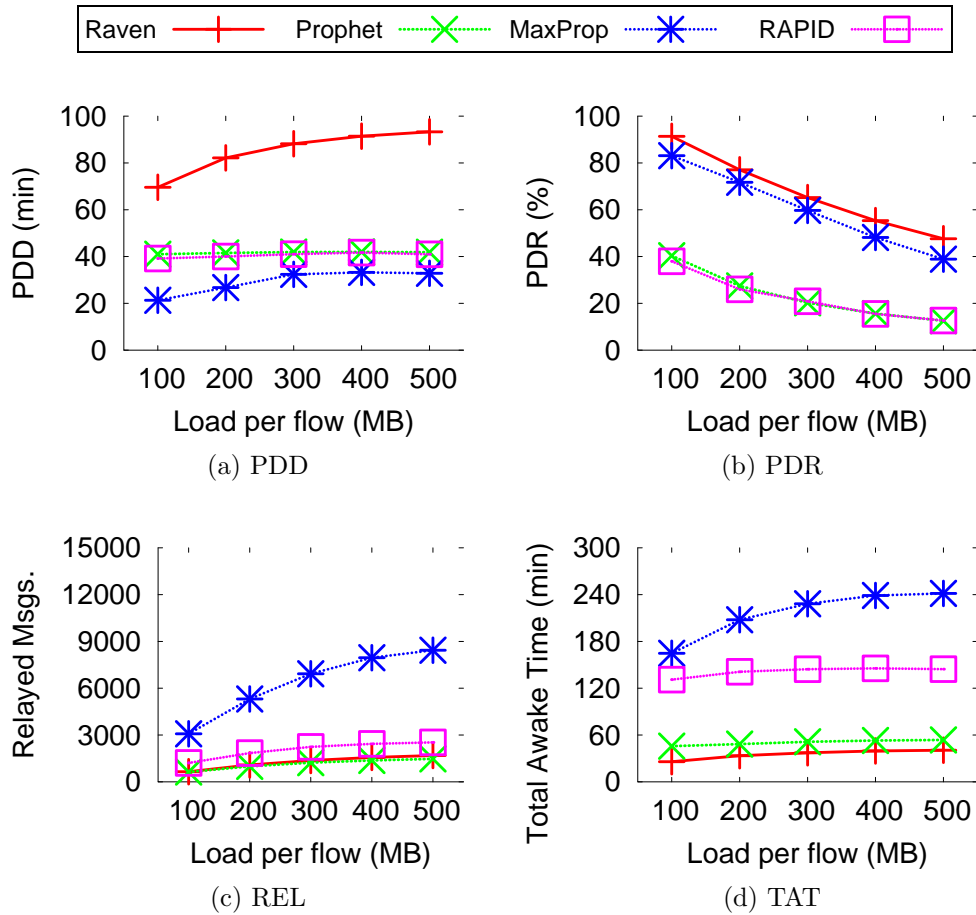 Raven Prophet MaxProp RAPID
100
80
60
40
20
0
PDD (min)
100 200 300 400 500
Load per flow (MB)
(a) PDD
100
80
60
40
20
0
PDR (%)
100 200 300 400 500
Load per flow (MB)
(b) PDR
15000
12000
9000
6000
3000
0
Relayed Msgs.
100 200 300 400 500
Load per flow (MB)
(c) REL
300
240
180
120
60
0
Total Awake Time (min)
100 200 300 400 500
Load per flow (MB)
(d) TAT